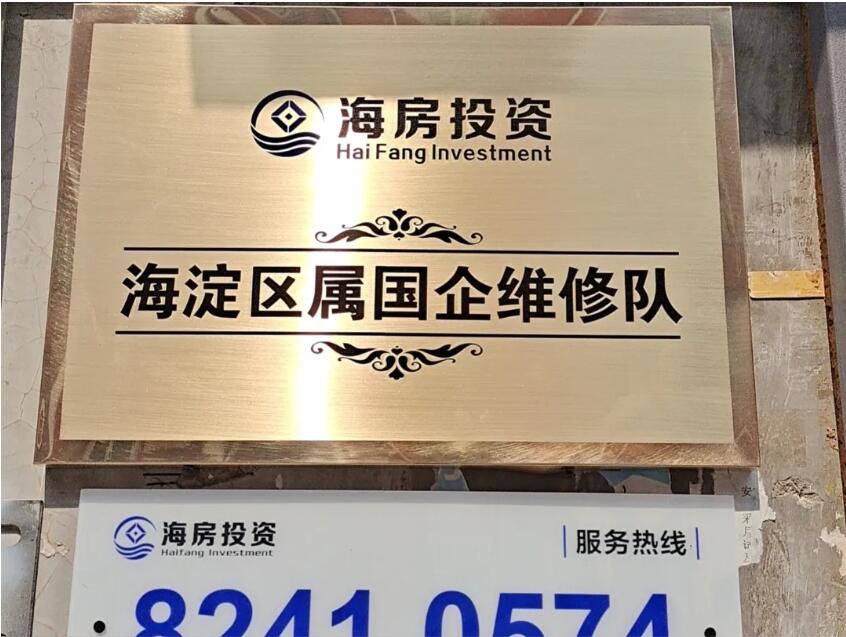 海房投资
Hai Fang Investment
海淀区属国企维修队
海房投资
Haifang Investment
服务热线
8241 0574